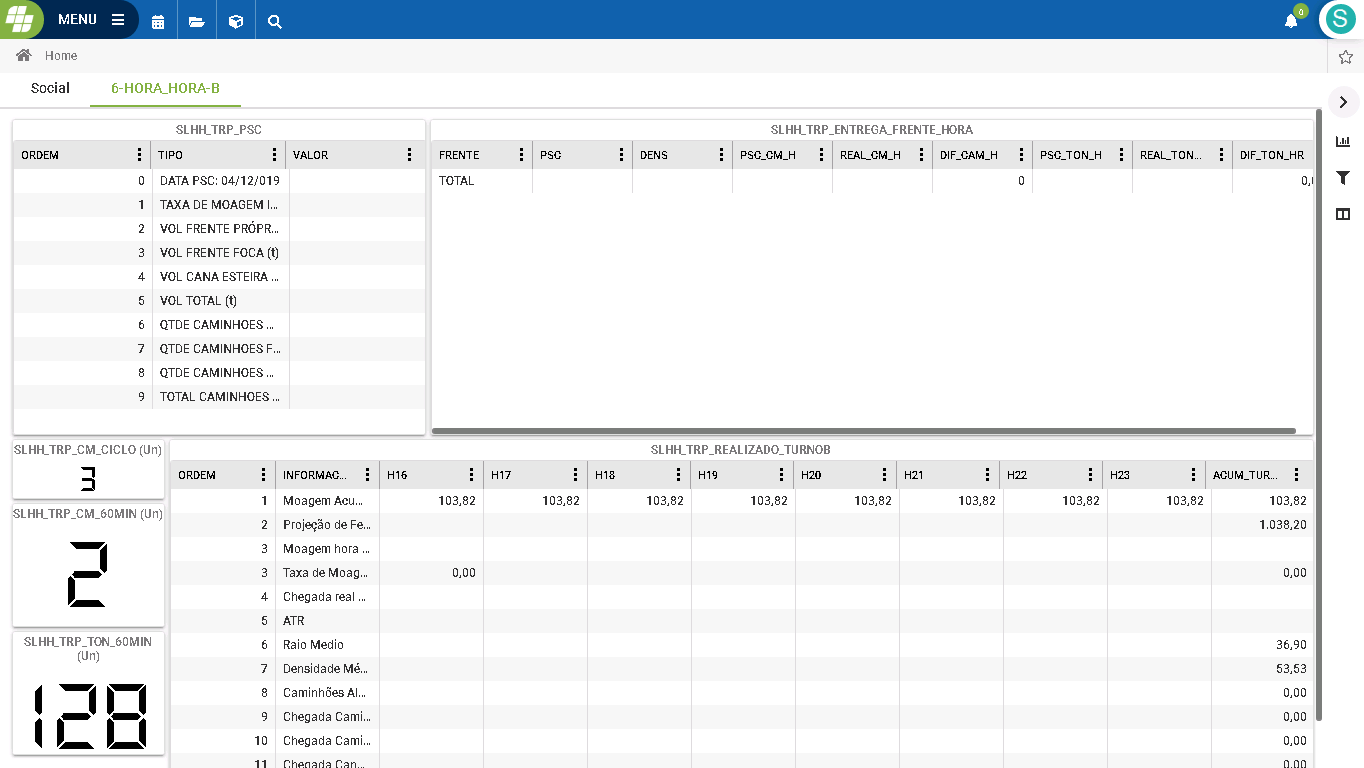 MENU
0
S
Home
Social 6-HORA_HORA-B
SLHH_TRP_PSC
ORDEM TIPO VALOR
0 DATA PSC: 04/12/019
1 TAXA DE MOAGEM I...
2 VOL FRENTE PRÓPR...
3 VOL FRENTE FOCA (t)
4 VOL CANA ESTEIRA ...
5 VOL TOTAL (t)
6 QTDE CAMINHOES ...
7 QTDE CAMINHOES F...
8 QTDE CAMINHOES ...
9 TOTAL CAMINHOES ...
SLHH_TRP_ENTREGA_FRENTE_HORA
FRENTE PSC DENS PSC_CM_H REAL_CM_H DIF_CAM_H PSC_TON_H REAL_TON... DIF_TON_HR
TOTAL 0 0,
SLHH_TRP_CM_CICLO (Un)
3
SLHH_TRP_CM_60MIN (Un)
2
SLHH_TRP_TON_60MIN
(Un)
128
SLHH_TRP_REALIZADO_TURNOB
ORDEM INFORMAC... H16 H17 H18 H19 H20 H21 H22 H23 AGUM_TUR...
1 Moagem Acu... 103,82 103,82 103,82 103,82 103,82 103,82 103,82 103,82 103,82
2 Projeção de Fe... 1.038,20
3 Moagem hora ...
3 Taxa de Moag... 0,00 0,00
4 Chegada real ...
5 ATR
6 Raio Medio 36,90
7 Densidade Mé... 53,53
8 Caminhões Al... 0,00
9 Chegada Cami... 0,00
10 Chegada Cami... 0,00
11 Chegada Can... 0,00